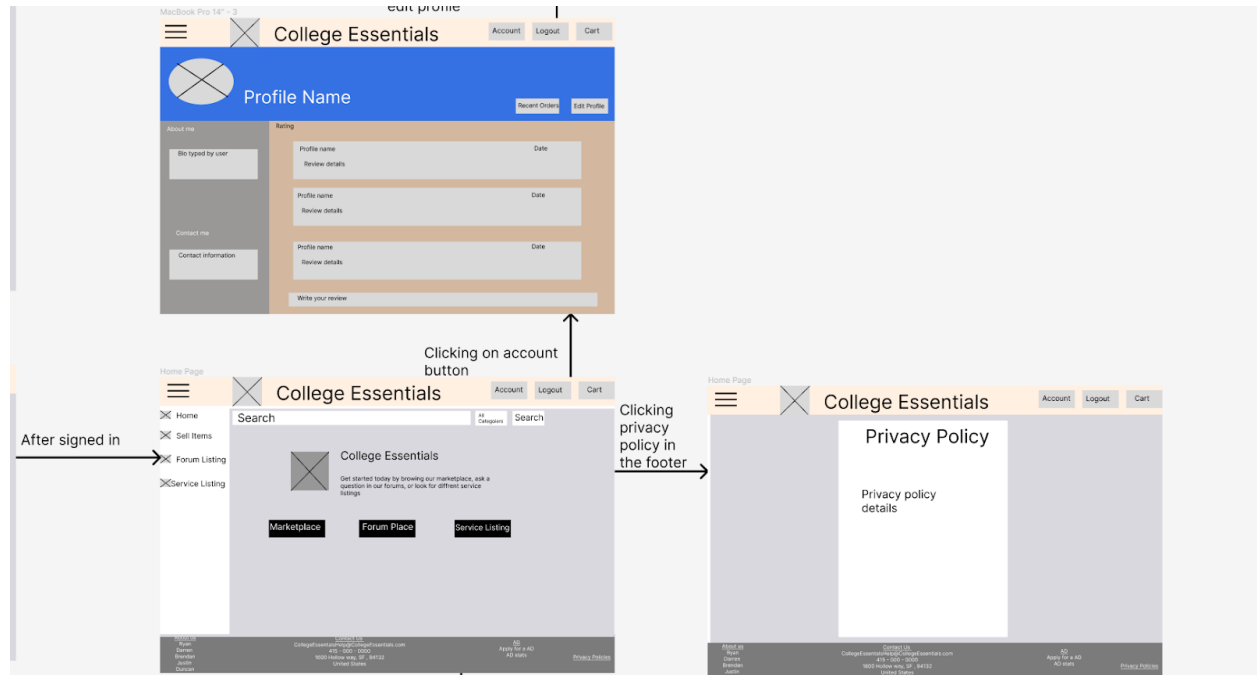 edit profile
MacBook Pro 14" - 3
College Essentials
Account
Logout
Cart
Profile Name
Recent Orders
Edit Profile
About me
Bio typed by user
Contact me
Contact information
Rating
Profile name
Date
Review details
Profile name
Date
Review details
Profile name
Date
Review details
Write your review
Clicking on account
button
After signed in
Home Page
College Essentials
Account
Logout
Cart
Home
Sell Items
Forum Listing
Service Listing
Search
All
Categoiers
Search
College Essentials
Get started today by browing our marketplace, ask a
question in our forums, or look for diffrent service
listings
Marketplace
Forum Place
Service Listing
About us
Ryan
Darren
Brendan
Justin
Duncan
Contact Us
CollegeEssentialsHelp@CollegeEssentials.com
415 - 000 - 0000
1600 Hollow way, SF , 94132
United States
AD
Apply for a AD
AD stats
Privacy Policies
Clicking
privacy
policy in
the footer
Home Page
College Essentials
Account
Logout
Cart
Privacy Policy
Privacy policy
details
About us
Ryan
Darren
Brendan
Justin
Contact Us
CollegeEssentialsHelp@CollegeEssentials.com
415 - 000 - 0000
1600 Hollow way, SF , 94132
United States
AD
Apply for a AD
AD stats
Privacy Policies